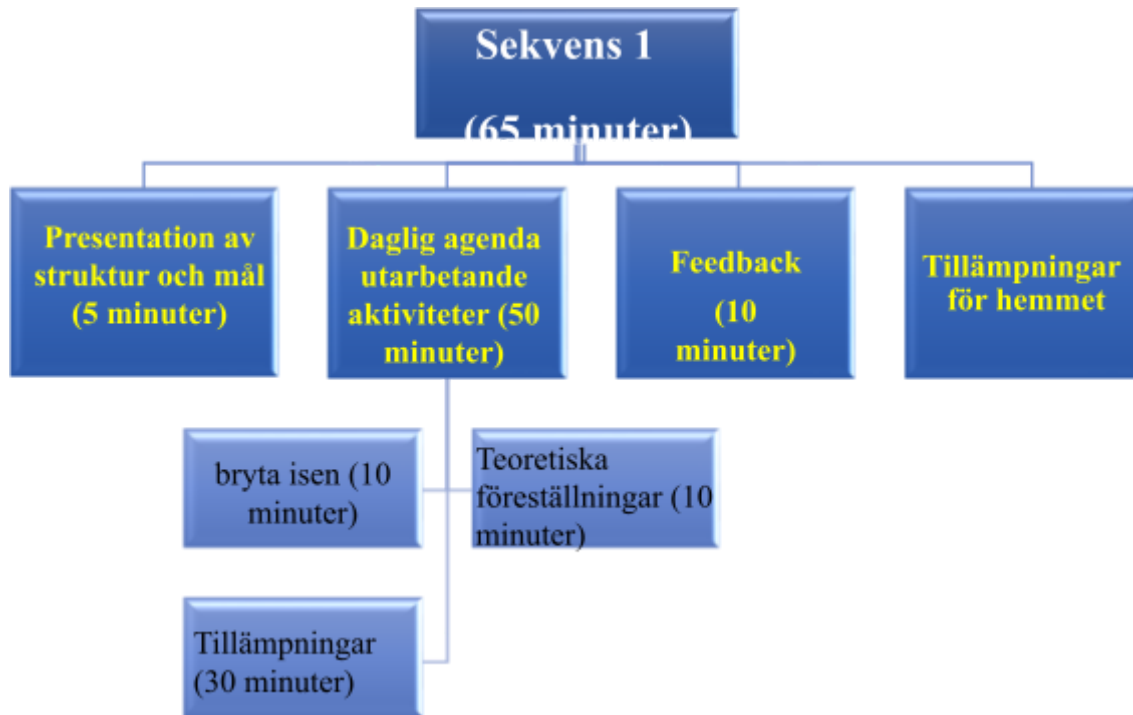 Sekvens 1
(65 minuter)
Presentation av
struktur och mål
(5 minuter)
Daglig agenda
utarbetande
aktiviteter (50
minuter)
Feedback
(10
minuter)
Tillämpningar
för hemmet
bryta isen (10
minuter)
Teoretiska
föreställningar (10
minuter)
Tillämpningar
(30 minuter)